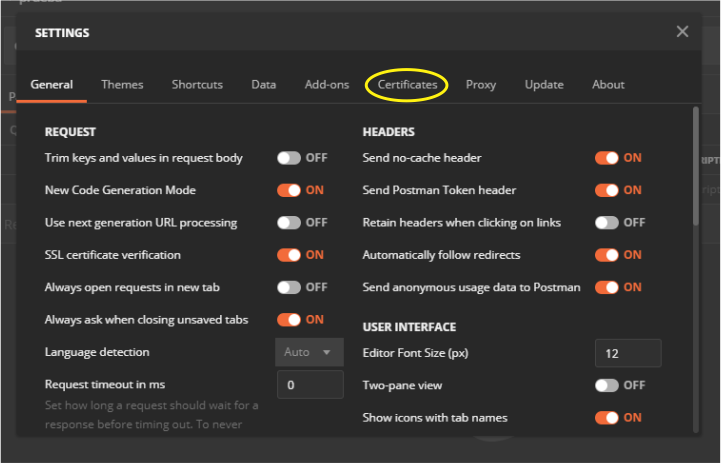 SETTINGS
General Themes Shortcuts Data Add-ons Certificates Proxy Update About
REQUEST
Trim keys and values in request body OFF
New Code Generation Mode ON
Use next generation URL processing OFF
SSL certificate verification ON
Always open requests in new tab OFF
Always ask when closing unsaved tabs ON
Language detection Auto
Request timeout in ms 0
Set how long a request should wait for a
response before timing out. To never
HEADERS
Send no-cache header ON
Send Postman Token header ON
Retain headers when clicking on links OFF
Automatically follow redirects ON
Send anonymous usage data to Postman ON
USER INTERFACE
Editor Font Size (px) 12
Two-pane view OFF
Show icons with tab names ON